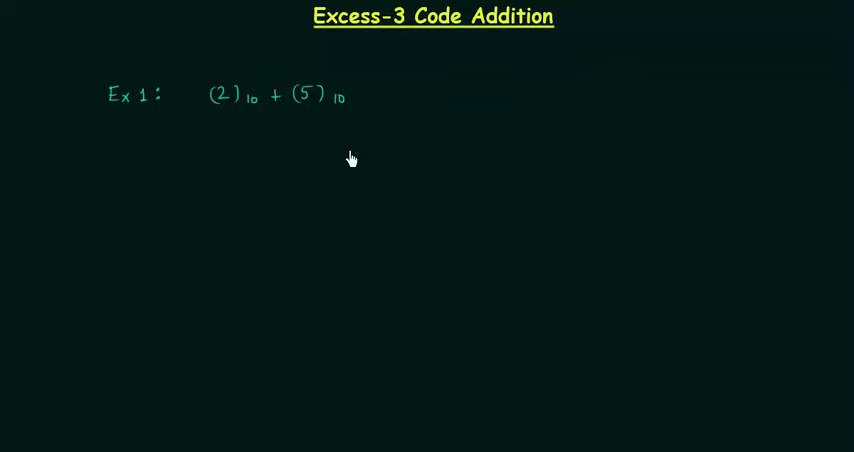 Excess-3 Code Addition
Ex 1: (2)10 + (5)10